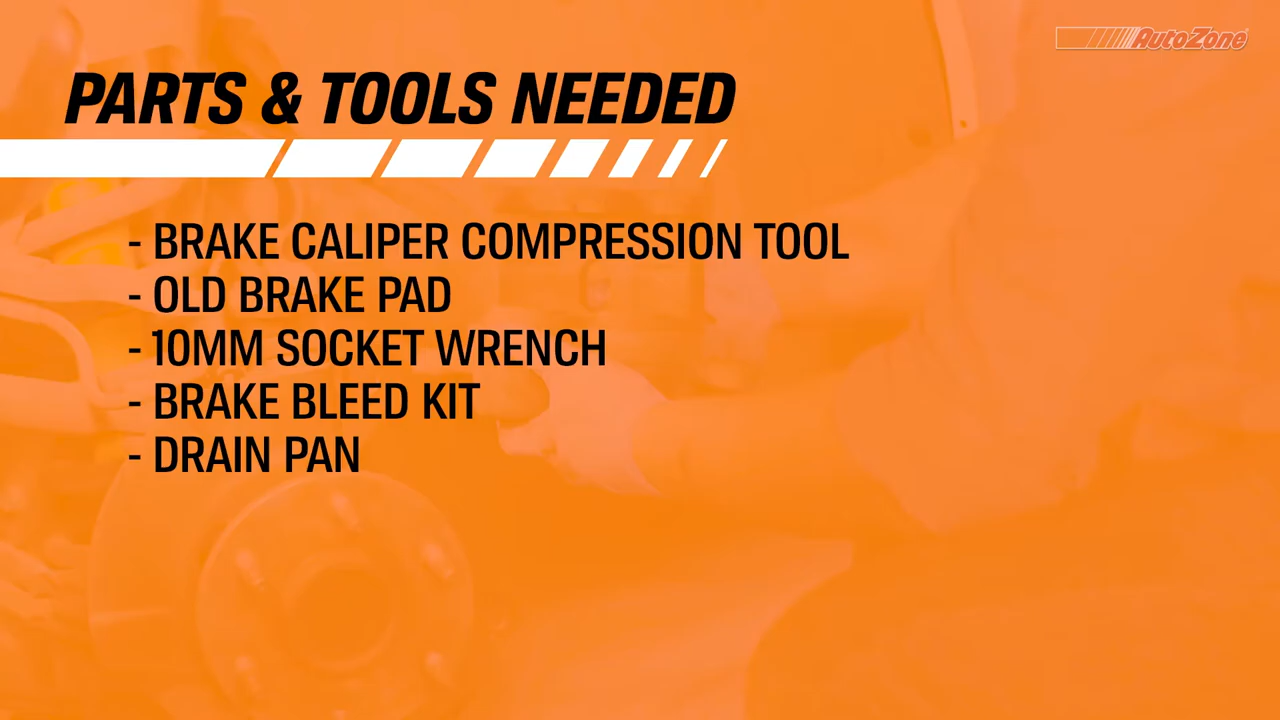 AutoZone
PARTS & TOOLS NEEDED
- BRAKE CALIPER COMPRESSION TOOL
- OLD BRAKE PAD
- 10MM SOCKET WRENCH
- BRAKE BLEED KIT
- DRAIN PAN